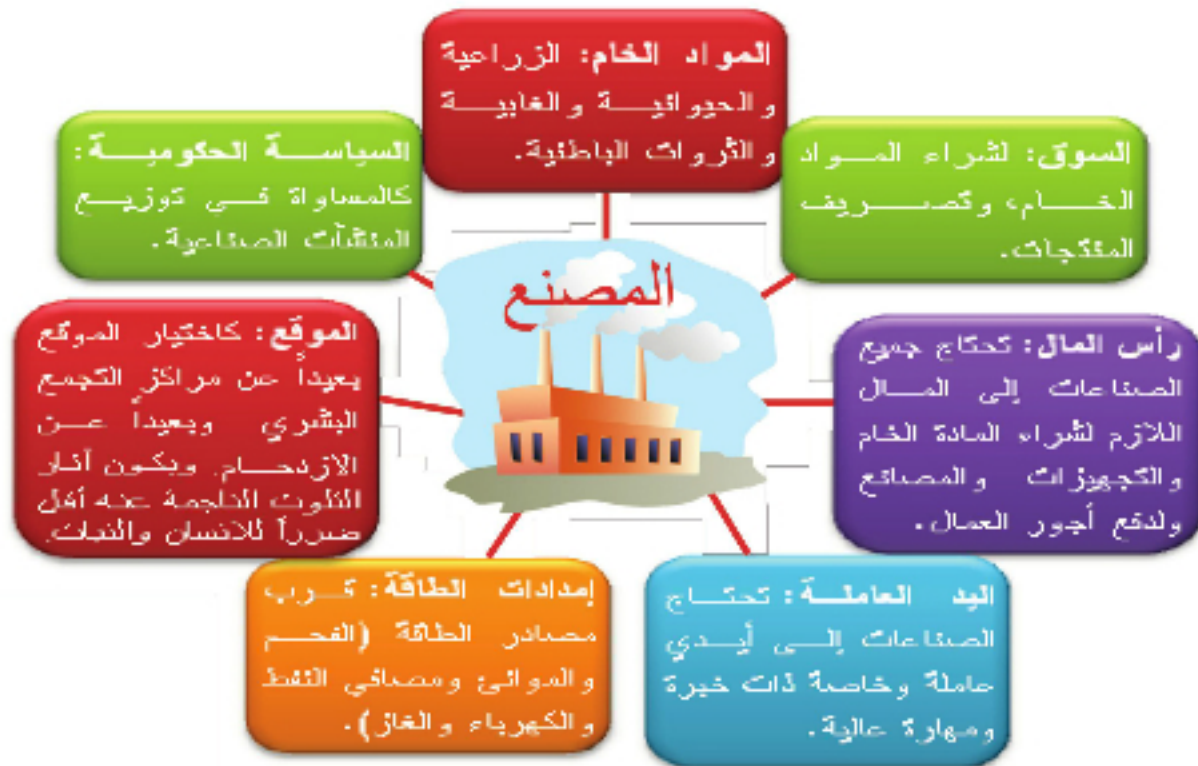 المواد الخام: الزراعية
والحيوانية والغابية
والثروات الباطنية.
السوق: لشراء المواد
الخام، وتصريف
المنتجات.
السياسة الحكومية:
كالمساواة في توزيع
المنشآت الصناعية.
المصنع
رأس المال: تحتاج جميع
الصناعات إلى المال
اللازم لشراء المادة الخام
والتجهيزات والمصانع
ولدفع أجور العمال.
الموقع: كاختيار الموقع
بعيداً عن مراكز التجمع
البشري وبعيداً عن
الازدحام. ويكون آثار
التلوث الناجمة عنه أقل
ضرراً للانسان والنبات.
اليد العاملة: تحتاج
الصناعات إلى أيدي
عاملة وخاصة ذات خبرة
ومهارة عالية.
إمدادات الطاقة: قرب
مصادر الطاقة (الفحم
والموانئ ومصافي النفط
والكهرباء والغاز).